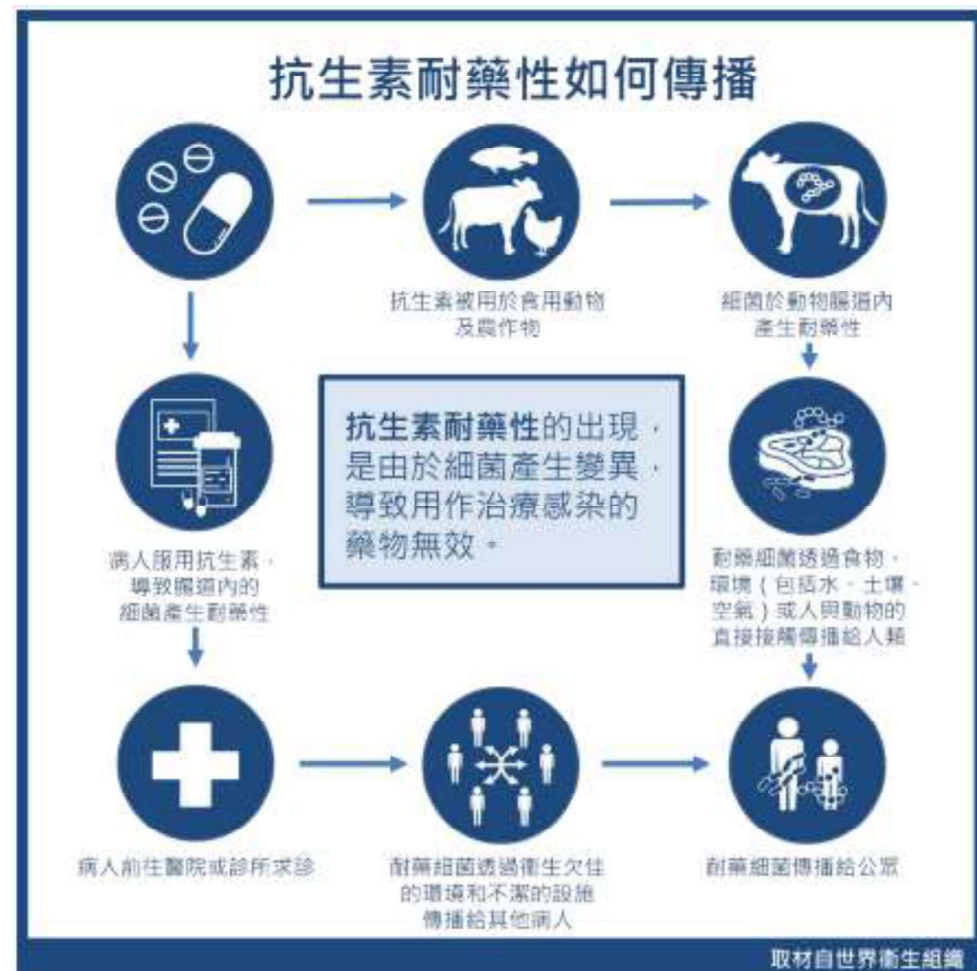 抗生素耐藥性如何傳播
抗生素被用於食用動物
及農作物
細菌於動物腸道內
產生耐藥性
抗生素耐藥性的出現，
是由於細菌產生變異，
導致用作治療感染的
藥物無效。
病人服用抗生素，
導致腸道內的
細菌產生耐藥性
耐藥細菌透過食物、
環境（包括水、土壤、
空氣）或人與動物的
直接接觸傳播給人類
病人前往醫院或診所求診
耐藥細菌透過衞生欠佳
的環境和不潔的設施
傳播給其他病人
耐藥細菌傳播給公眾
取材自世界衞生組織